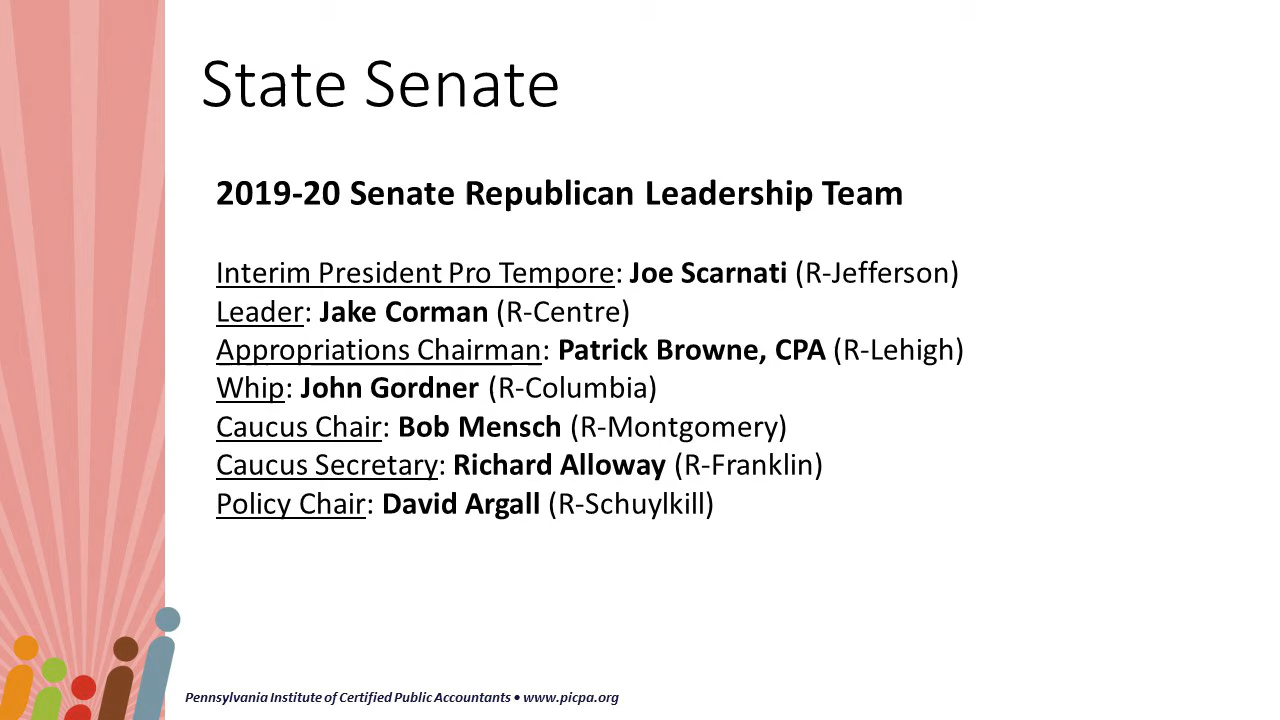 State Senate
2019-20 Senate Republican Leadership Team
Interim President Pro Tempore: Joe Scarnati (R-Jefferson)
Leader: Jake Corman (R-Centre)
Appropriations Chairman: Patrick Browne, CPA (R-Lehigh)
Whip: John Gordner (R-Columbia)
Caucus Chair: Bob Mensch (R-Montgomery)
Caucus Secretary: Richard Alloway (R-Franklin)
Policy Chair: David Argall (R-Schuylkill)
Pennsylvania Institute of Certified Public Accountants • www.picpa.org